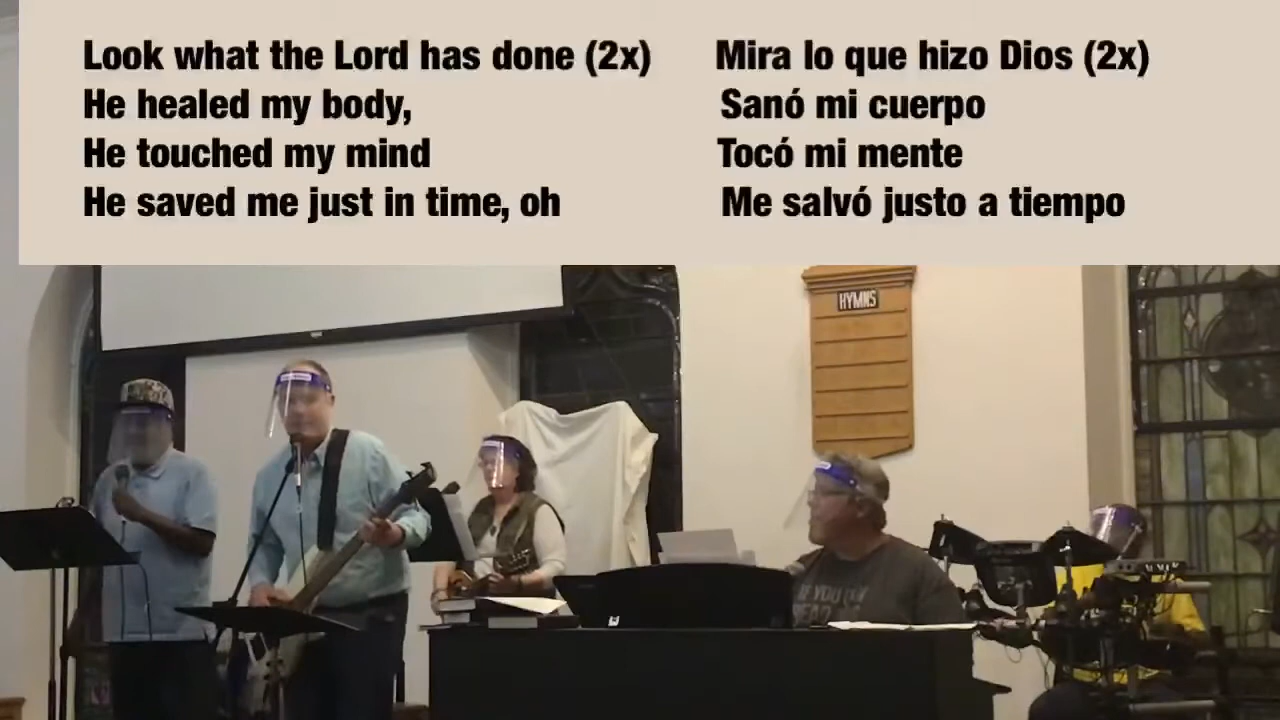 Look what the Lord has done (2x)
He healed my body,
He touched my mind
He saved me just in time, oh
Mira lo que hizo Dios (2x)
Sanó mi cuerpo
Tocó mi mente
Me salvó justo a tiempo
HYMNS
IF YOU